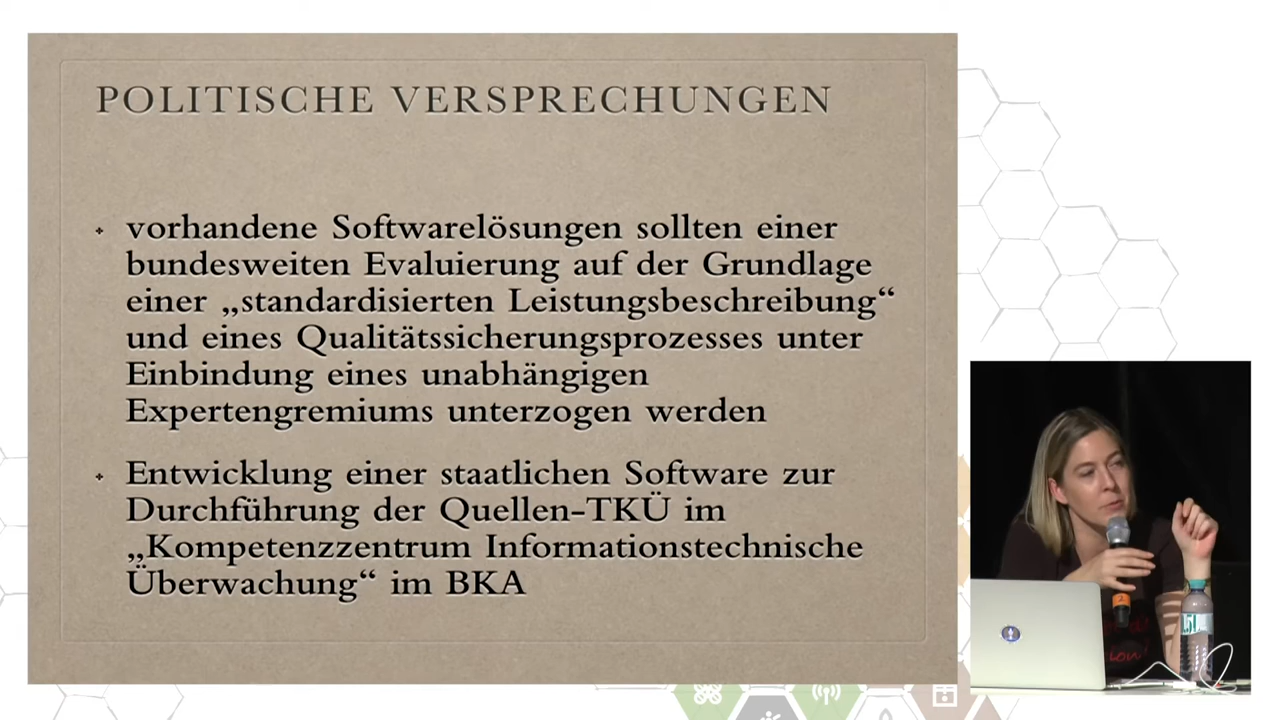 POLITISCHE VERSPRECHUNGEN
vorhandene Softwarelösungen sollten einer
bundesweiten Evaluierung auf der Grundlage
einer „standardisierten Leistungsbeschreibung“
und eines Qualitätssicherungsprozesses unter
Einbindung eines unabhängigen
Expertengremiums unterzogen werden
Entwicklung einer staatlichen Software zur
Durchführung der Quellen-TKÜ im
„Kompetenzzentrum Informationstechnische
Überwachung“ im BKA
2